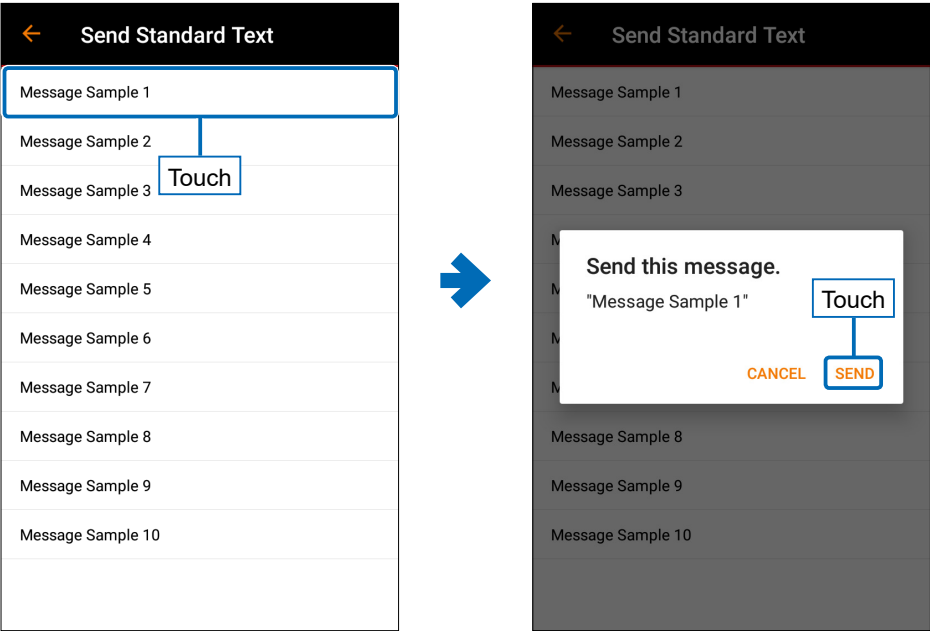 Send Standard Text
Message Sample 1
Message Sample 2
Touch
Message Sample 3
Message Sample 4
Message Sample 5
Message Sample 6
Message Sample 7
Message Sample 8
Message Sample 9
Message Sample 10
Send Standard Text
Message Sample 1
Message Sample 2
Message Sample 3
Send this message.
"Message Sample 1"
Touch
CANCEL SEND
Message Sample 8
Message Sample 9
Message Sample 10